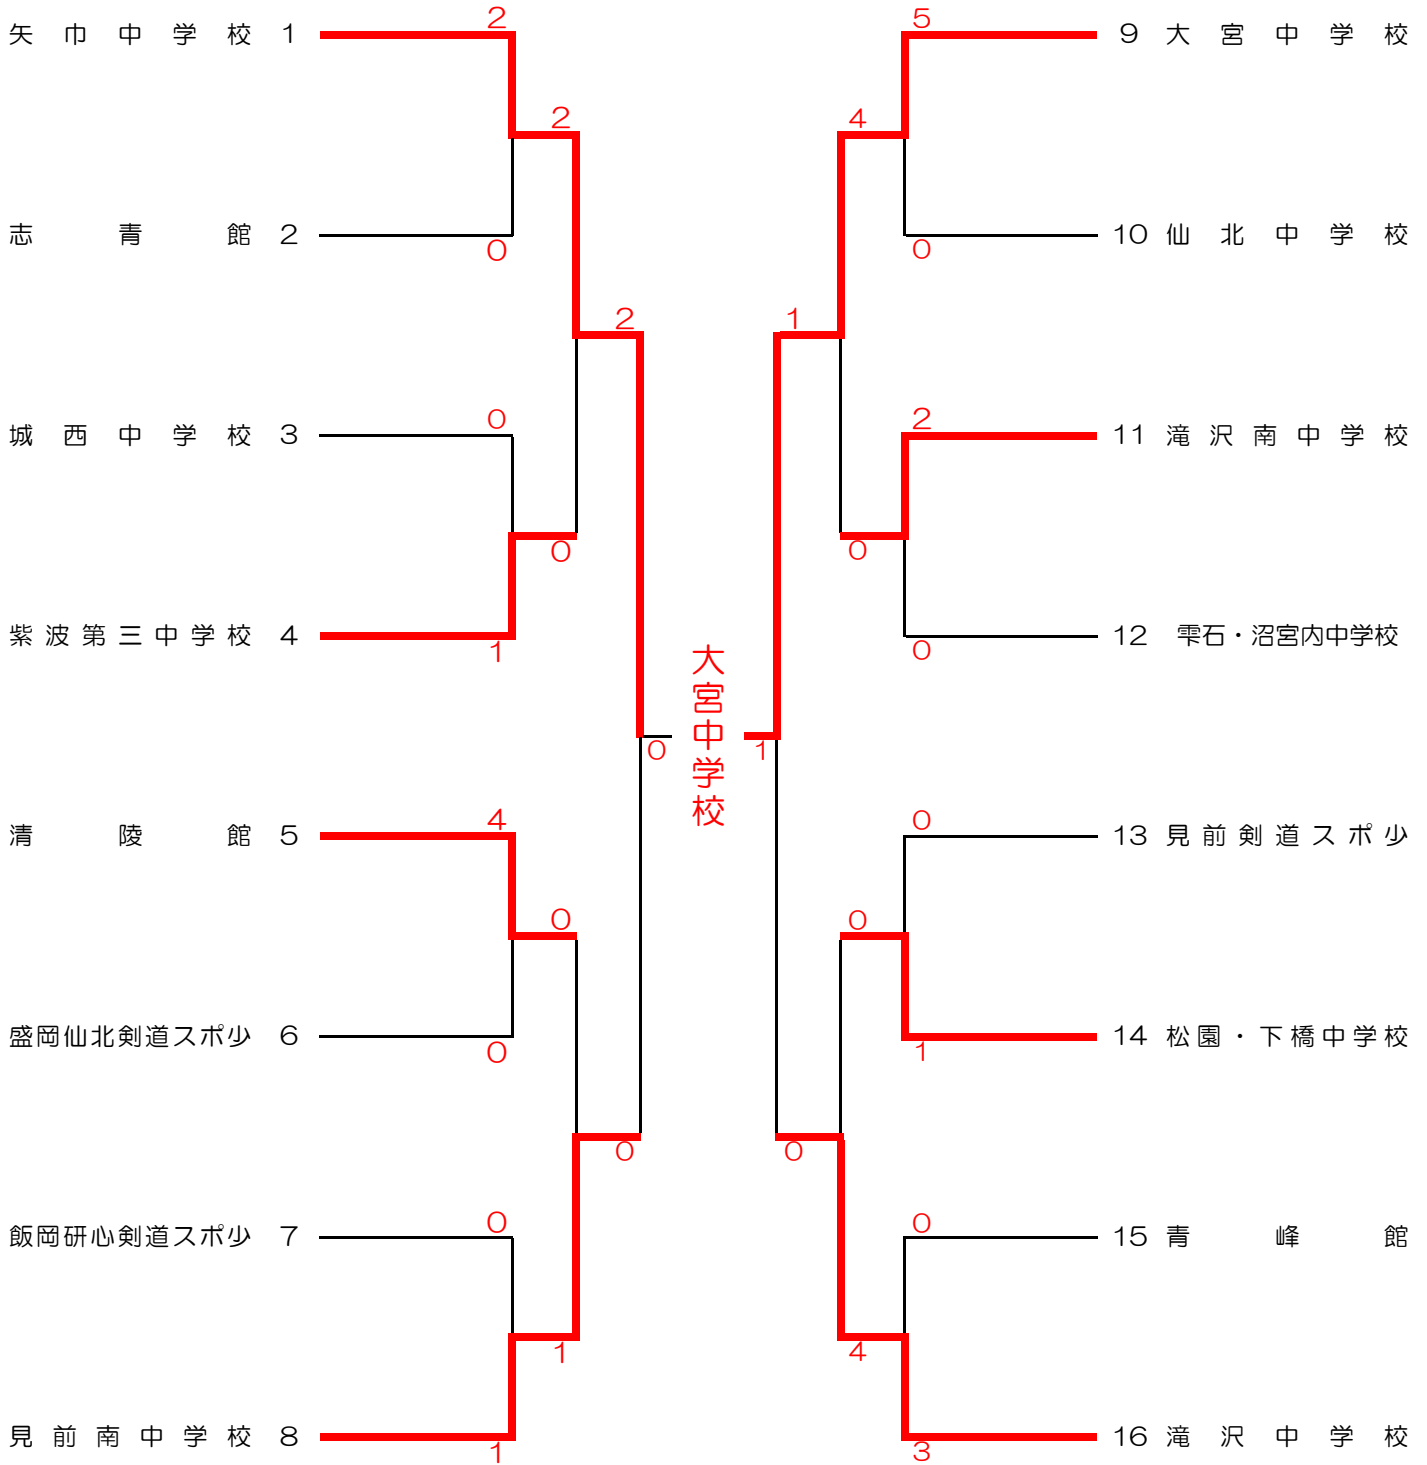 矢巾中学校 1
2
2
志青館 2
0
2
城西中学校 3
0
0
紫波第三中学校 4
1
清陵館 5
4
0
盛岡仙北剣道スポ少 6
0
0
飯岡研心剣道スポ少 7
0
1
見前南中学校 8
1
0
大宮中学校
1
5
9 大宮中学校
4
10 仙北中学校
0
1
2
11 滝沢南中学校
0
12 雫石・沼宮内中学校
0
0
13 見前剣道スポ少
0
14 松園・下橋中学校
1
0
0
15 青峰館
4
16 滝沢中学校
3